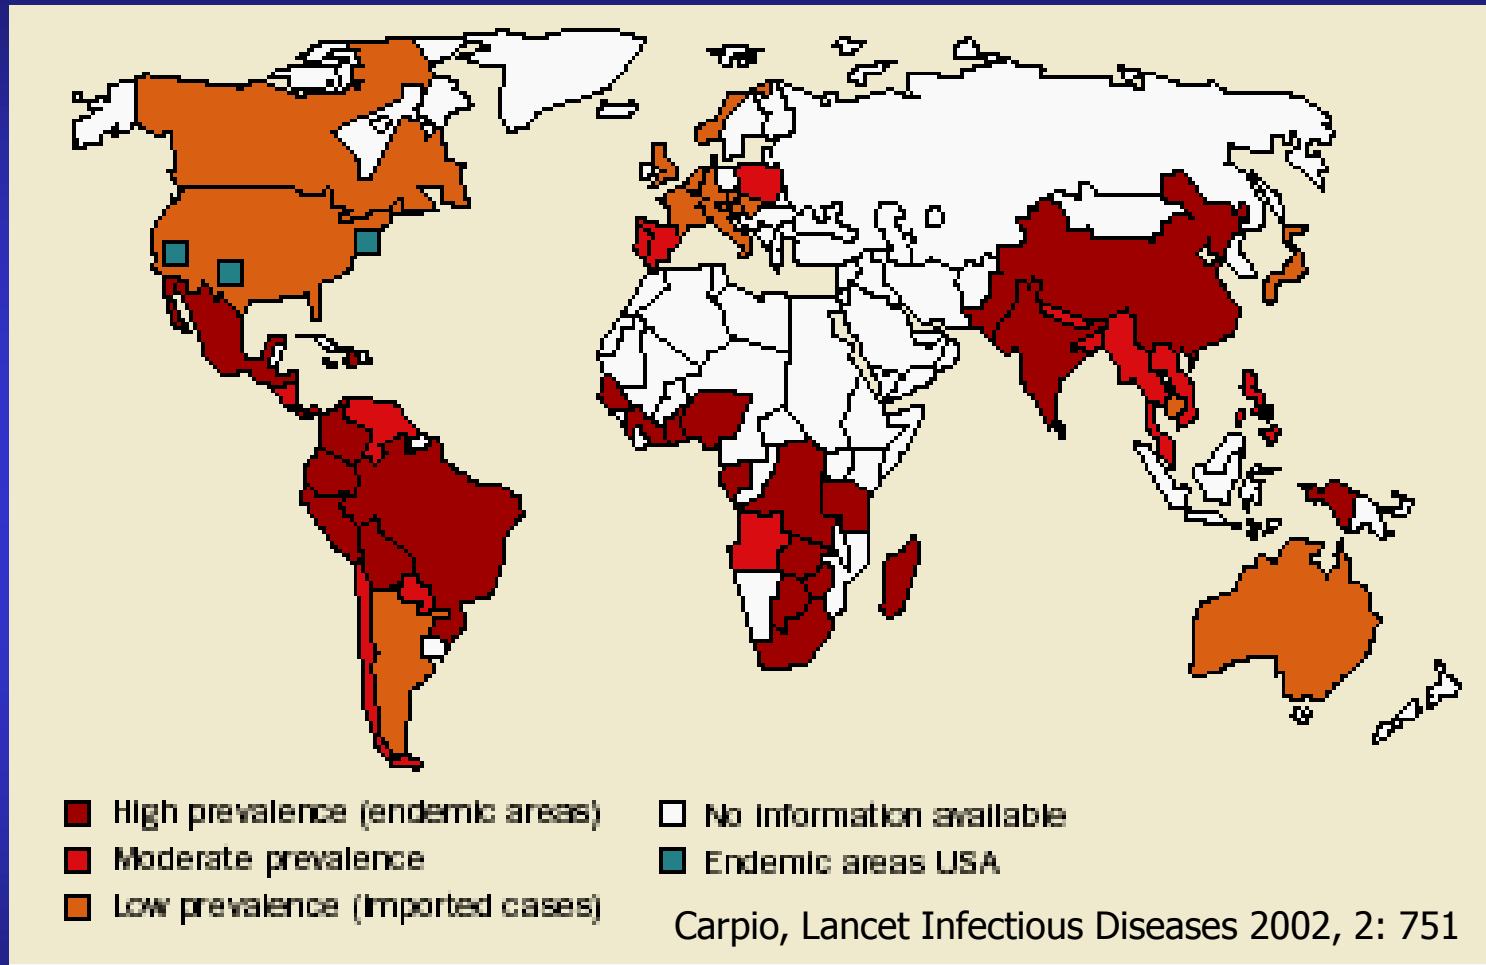 High prevalence (endemic areas)
Moderate prevalence
Low prevalence (imported cases)
No information available
Endemic areas USA
Carpio, Lancet Infectious Diseases 2002, 2: 751